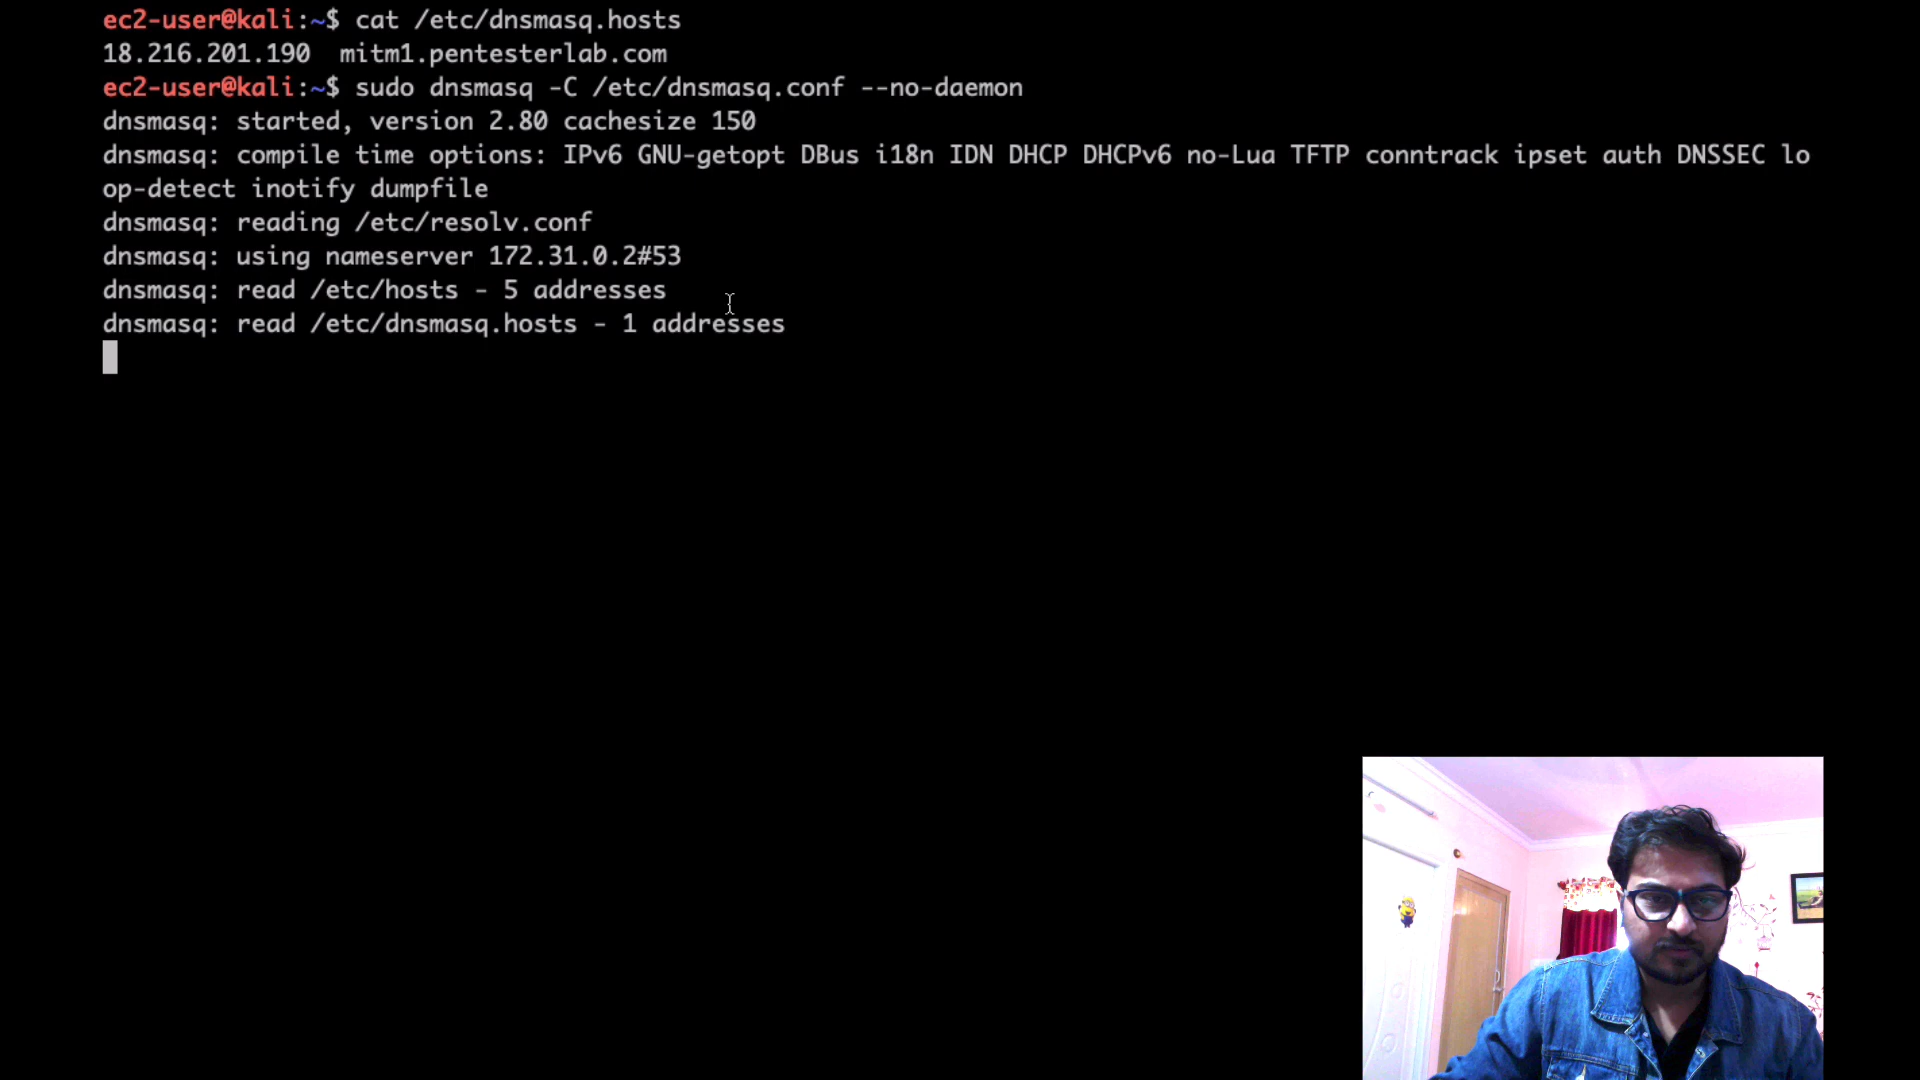 ec2-user@kali:~$ cat /etc/dnsmasq.hosts
18.216.201.190  mitm1.pentesterlab.com
ec2-user@kali:~$ sudo dnsmasq -C /etc/dnsmasq.conf --no-daemon
dnsmasq: started, version 2.80 cachesize 150
dnsmasq: compile time options: IPv6 GNU-getopt DBus i18n IDN DHCP DHCPv6 no-Lua TFTP conntrack ipset auth DNSSEC lo
op-detect inotify dumpfile
dnsmasq: reading /etc/resolv.conf
dnsmasq: using nameserver 172.31.0.2#53
dnsmasq: read /etc/hosts - 5 addresses
dnsmasq: read /etc/dnsmasq.hosts - 1 addresses